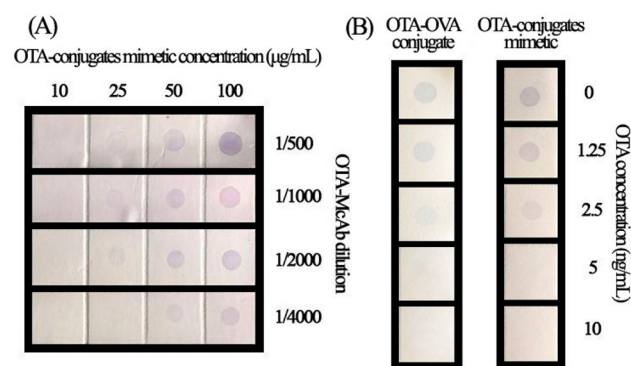 (A)
OTA-conjugates mimetic concentration (μg/mL)
10 25 50 100
1/500
1/1000
1/2000
1/4000
OTA-McAb dilution
(B)
OTA-OVA
conjugate
OTA-conjugates
mimetic
0
1.25
2.5
5
10
OTA concentration (ng/mL)